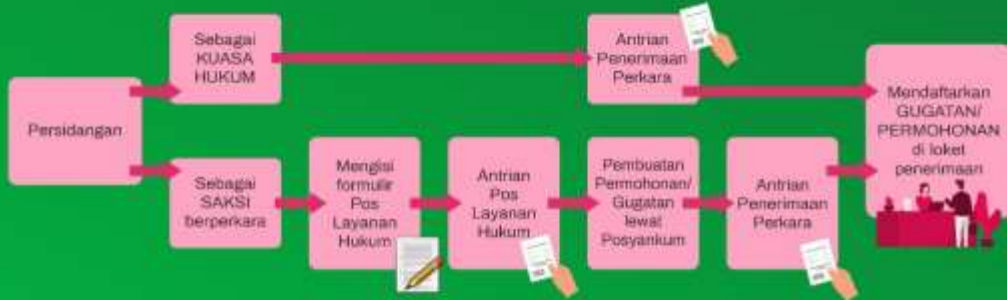 Persidangan
Sebagai
KUASA
HUKUM
Antrian
Penerimaan
Perkara
Sebagai
SAKSI
berperkara
Mengisi
formulir
Pos
Layanan
Hukum
Antrian
Pos
Layanan
Hukum
Pembuatan
Permohonan/
Gugatan
lewat
Posyankum
Antrian
Penerimaan
Perkara
Mendaftarkan
GUGATAN/
PERMOHONAN
di loket
penerimaan